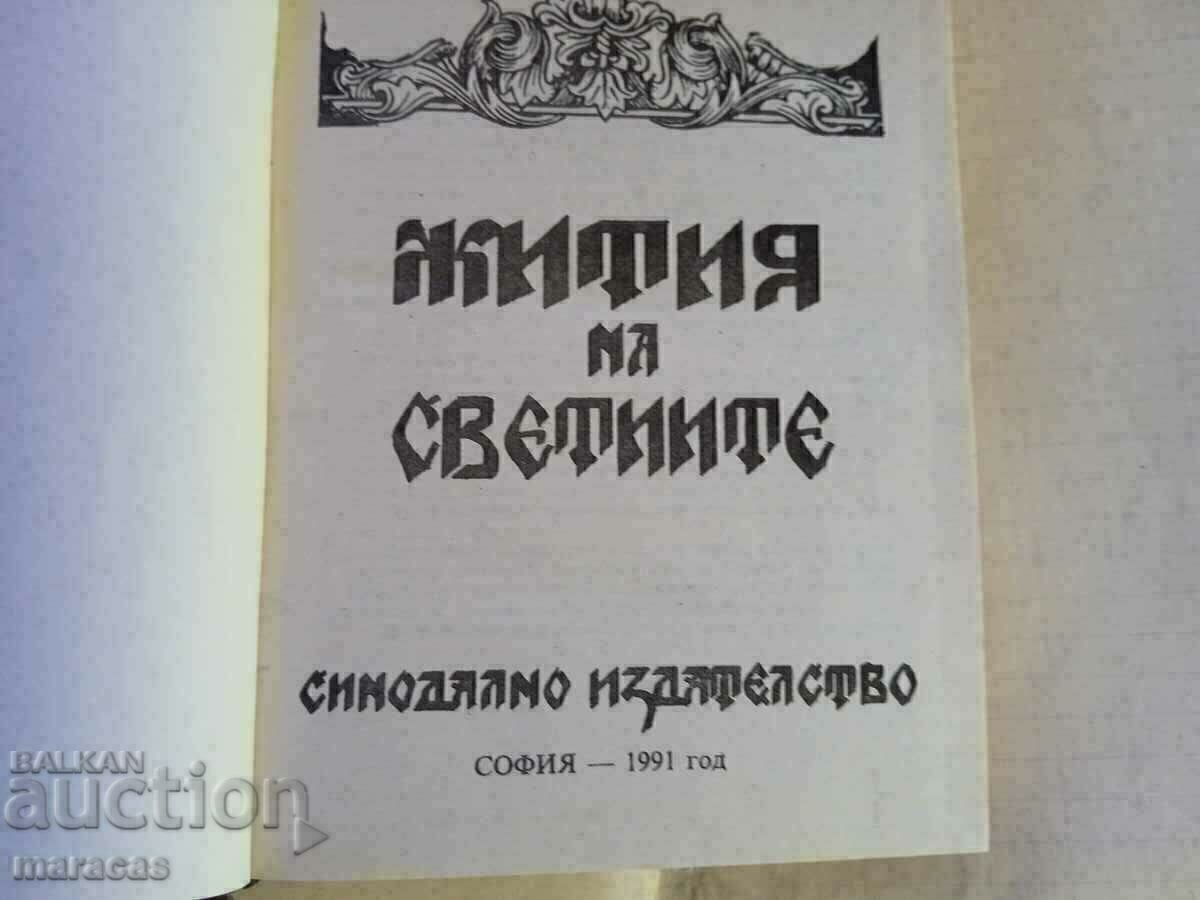 ЖИТИЯ
НА
СВЕТИИТЕ
СИНОДАЛНО ИЗДАТЕЛСТВО
СОФИЯ — 1991 год
BALKAN
auction
maracas